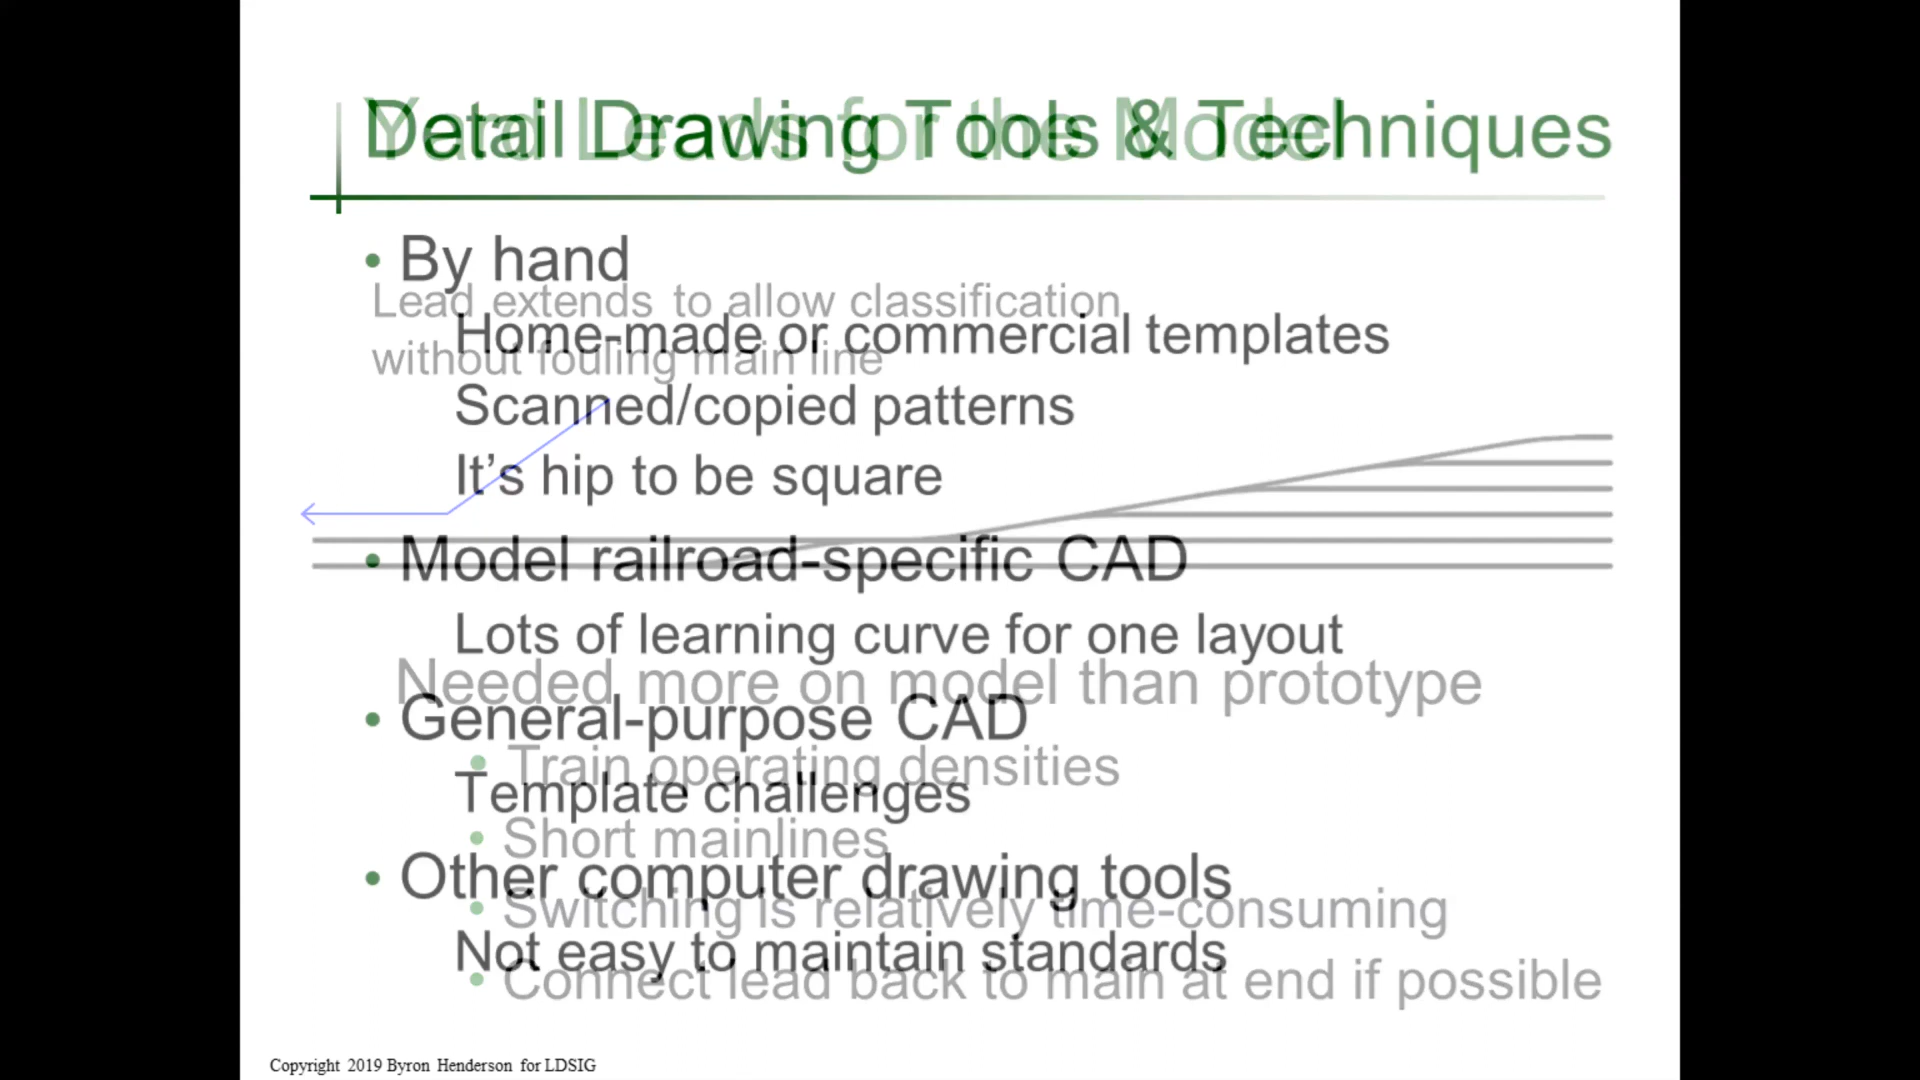 Detail Drawing Tools & Techniques
Yard Leads for the Model
• By hand
Lead extends to allow classification
Home-made or commercial templates
without fouling main line
Scanned/copied patterns
It’s hip to be square
• Model railroad-specific CAD
Lots of learning curve for one layout
Needed more on model than prototype
• General-purpose CAD
• Train operating densities
Template challenges
• Short mainlines
• Other computer drawing tools
• Switching is relatively time-consuming
Not easy to maintain standards
• Connect lead back to main at end if possible
Copyright 2019 Byron Henderson for LDSIG